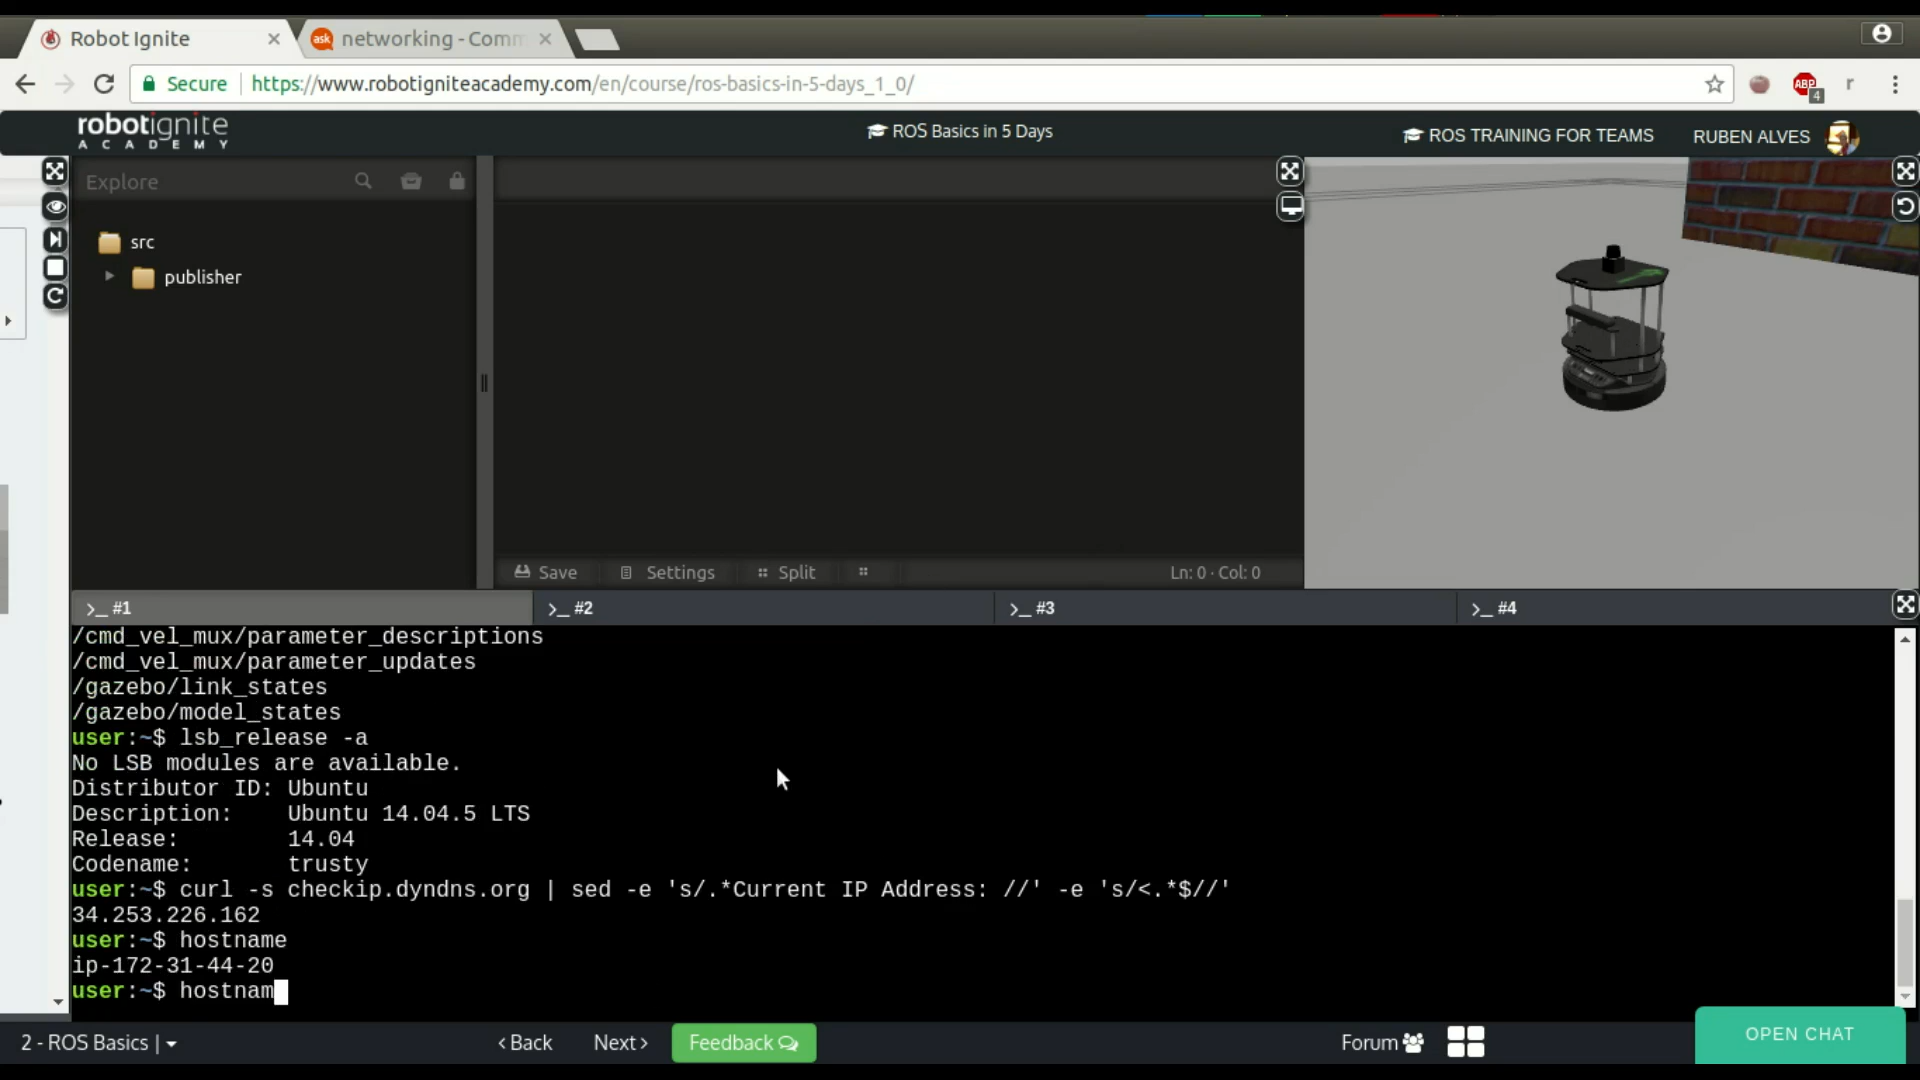 Robot Ignite
ask networking - Comm
Secure https://www.robotigniteacademy.com/en/course/ros-basics-in-5-days_1_0/
ABP 4 r
robotignite
ACADEMY
ROS Basics in 5 Days
ROS TRAINING FOR TEAMS
RUBEN ALVES
Explore
src
publisher
Save Settings Split Ln: 0 · Col: 0
>_ #1 >_ #2 >_ #3 >_ #4
/cmd_vel_mux/parameter_descriptions
/cmd_vel_mux/parameter_updates
/gazebo/link_states
/gazebo/model_states
user:~$ lsb_release -a
No LSB modules are available.
Distributor ID: Ubuntu
Description: Ubuntu 14.04.5 LTS
Release: 14.04
Codename: trusty
user:~$ curl -s checkip.dyndns.org | sed -e 's/.*Current IP Address: //' -e 's/<.*$//'
34.253.226.162
user:~$ hostname
ip-172-31-44-20
user:~$ hostnam
2 - ROS Basics | < Back Next > Feedback Forum OPEN CHAT